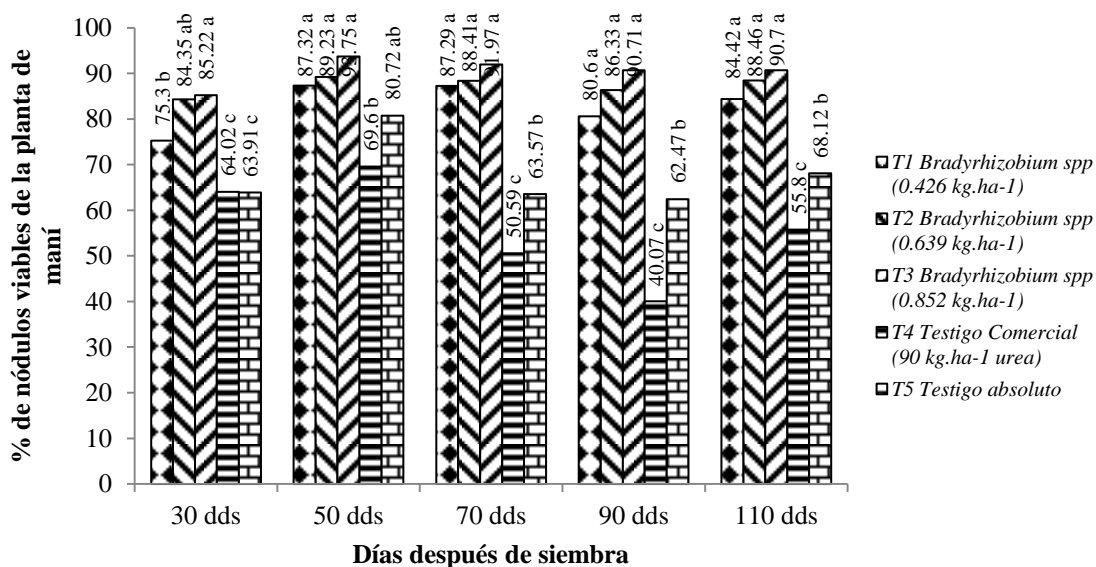 % de nódulos viables de la planta de
maní
100
90
80
70
60
50
40
30
20
10
0
75.3 b
84.35 ab
85.22 a
64.02 c
63.91 c
87.32 a
89.23 a
93.75 a
69.6 b
80.72 ab
87.29 a
88.41 a
91.97 a
50.59 c
63.57 b
80.6 a
86.33 a
90.71 a
40.07 c
62.47 b
84.42 a
88.46 a
90.7 a
55.8 c
68.12 b
30 dds
50 dds
70 dds
90 dds
110 dds
Días después de siembra
T1 Bradyrhizobium spp
(0.426 kg.ha-1)
T2 Bradyrhizobium spp
(0.639 kg.ha-1)
T3 Bradyrhizobium spp
(0.852 kg.ha-1)
T4 Testigo Comercial
(90 kg.ha-1 urea)
T5 Testigo absoluto